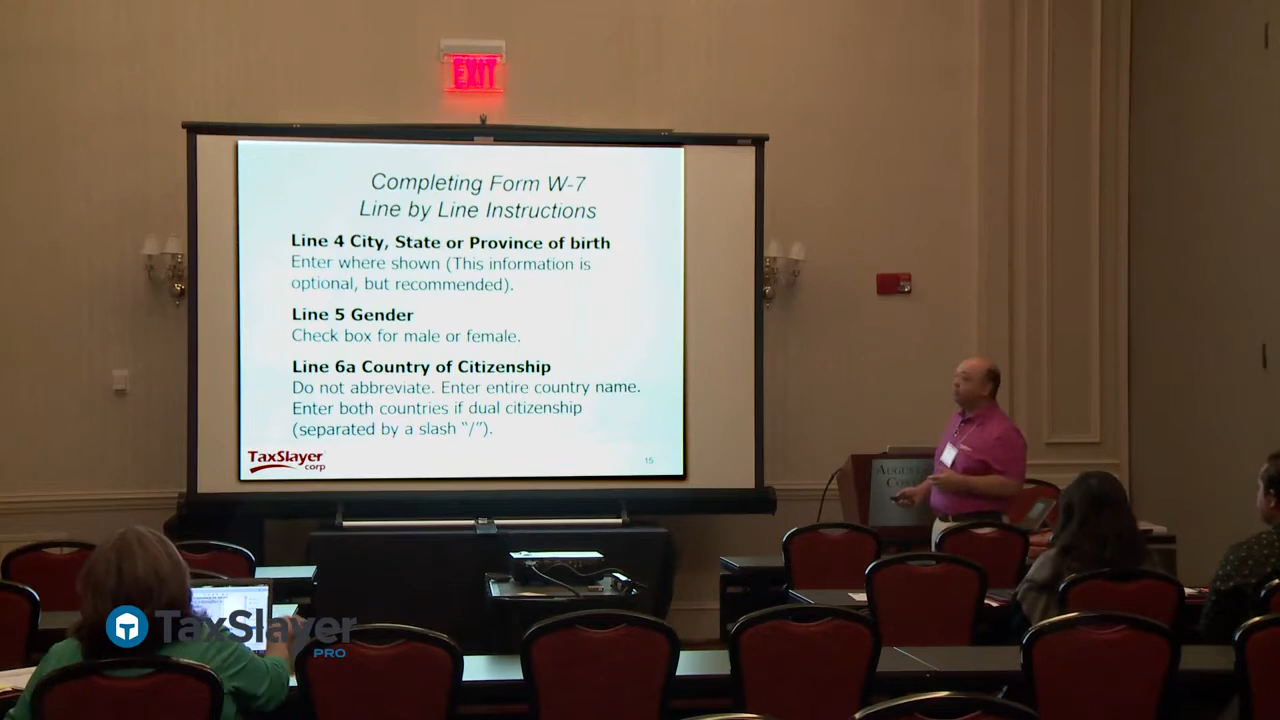 EXIT
Completing Form W-7
Line by Line Instructions
Line 4 City, State or Province of birth
Enter where shown (This information is
optional, but recommended).
Line 5 Gender
Check box for male or female.
Line 6a Country of Citizenship
Do not abbreviate. Enter entire country name.
Enter both countries if dual citizenship
(separated by a slash “/”).
TaxSlayer
corp
15
TaxSlayer
PRO